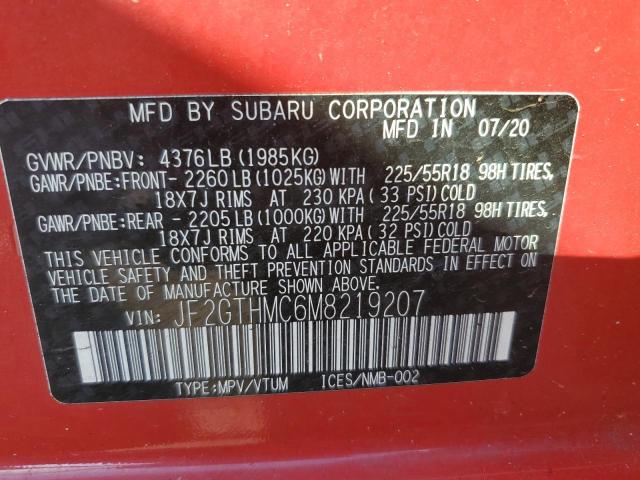 MFD BY SUBARU CORPORATION
MFD IN 07/20
GVWR/PNBV: 4376LB (1985KG)
GAWR/PNBE:FRONT- 2260LB (1025KG)WITH 225/55R18 98H TIRES,
18X7J RIMS AT 230 KPA (33 PSI)COLD
GAWR/PNBE:REAR - 2205LB (1000KG)WITH 225/55R18 98H TIRES,
18X7J RIMS AT 220 KPA (32 PSI)COLD
THIS VEHICLE CONFORMS TO ALL APPLICABLE FEDERAL MOTOR
VEHICLE SAFETY AND THEFT PREVENTION STANDARDS IN EFFECT
ON THE DATE OF MANUFACTURE SHOWN ABOVE.
VIN: JF2GTHMC6M8219207
TYPE:MPV/VTUM ICES/NMB-002